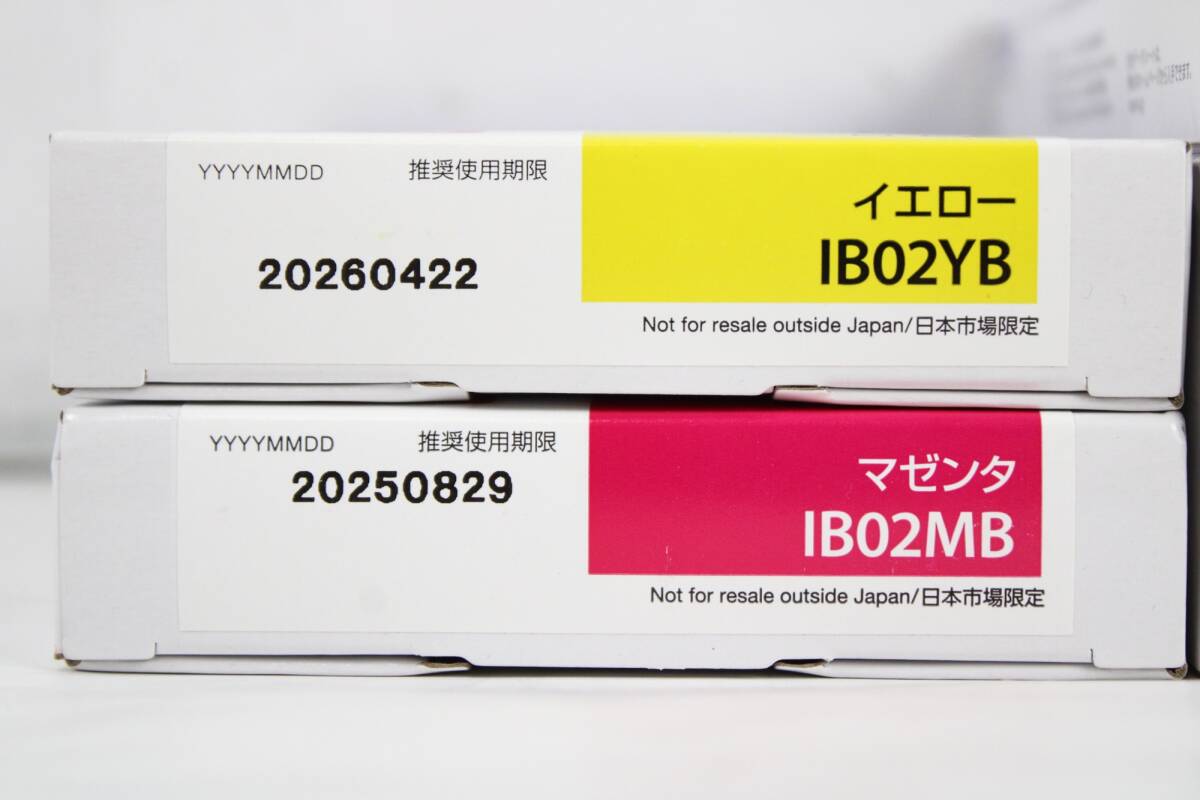 YYYYMMDD 推奨使用期限
20260422
イエロー
IB02YB
Not for resale outside Japan/日本市場限定
YYYYMMDD 推奨使用期限
20250829
マゼンタ
IB02MB
Not for resale outside Japan/日本市場限定